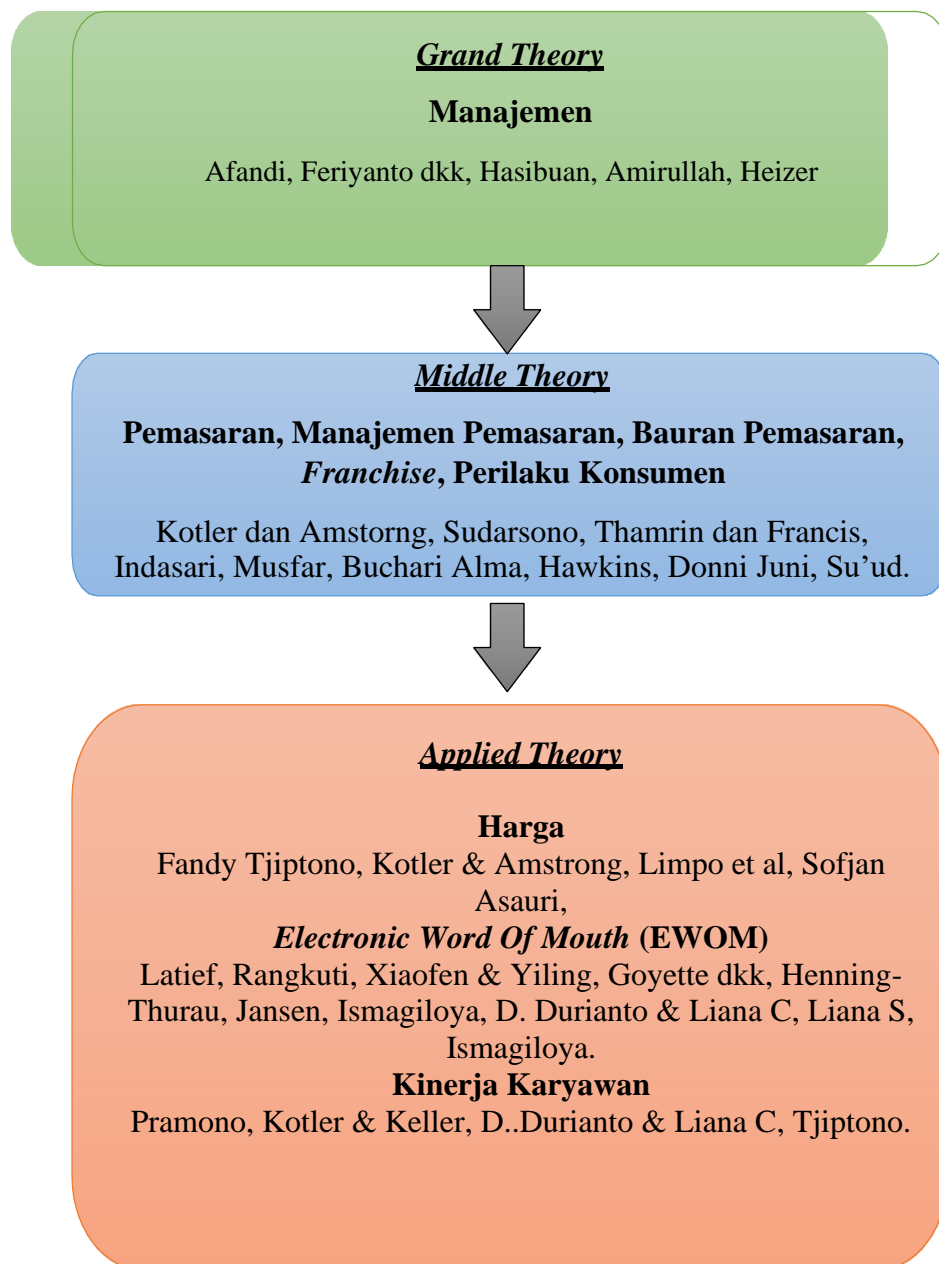 Grand Theory
Manajemen
Afandi, Feriyanto dkk, Hasibuan, Amirullah, Heizer
Middle Theory
Pemasaran, Manajemen Pemasaran, Bauran Pemasaran,
Franchise, Perilaku Konsumen
Kotler dan Amstorng, Sudarsono, Thamrin dan Francis,
Indasari, Musfar, Buchari Alma, Hawkins, Donni Juni, Su’ud.
Applied Theory
Harga
Fandy Tjiptono, Kotler & Amstrong, Limpo et al, Sofjan
Asauri,
Electronic Word Of Mouth (EWOM)
Latief, Rangkuti, Xiaofen & Yiling, Goyette dkk, Henning-
Thurau, Jansen, Ismagiloya, D. Durianto & Liana C, Liana S,
Ismagiloya.
Kinerja Karyawan
Pramono, Kotler & Keller, D..Durianto & Liana C, Tjiptono.